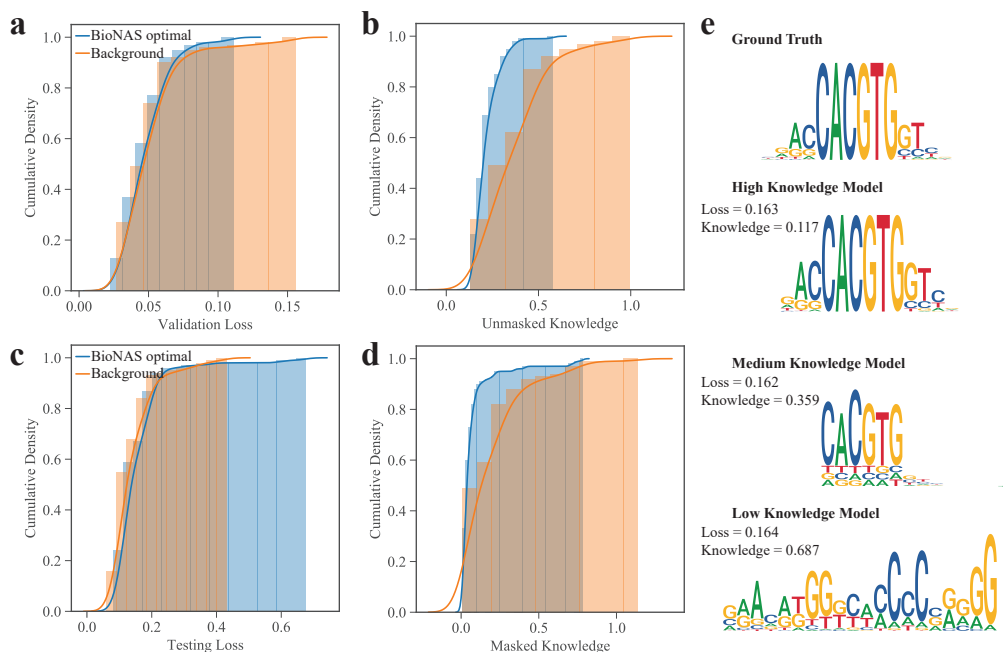 a
BioNAS optimal
Background
Cumulative Density
1.0
0.8
0.6
0.4
0.2
0.0
0.00
0.05
0.10
0.15
Validation Loss
b
Cumulative Density
1.0
0.8
0.6
0.4
0.2
0.0
0.0
0.5
1.0
Unmasked Knowledge
c
BioNAS optimal
Background
Cumulative Density
1.0
0.8
0.6
0.4
0.2
0.0
0.0
0.2
0.4
0.6
Testing Loss
d
Cumulative Density
1.0
0.8
0.6
0.4
0.2
0.0
0.0
0.5
1.0
Masked Knowledge
e
Ground Truth
CACGTG
High Knowledge Model
Loss = 0.163
Knowledge = 0.117
CACGTG
Medium Knowledge Model
Loss = 0.162
Knowledge = 0.359
CACGTG
Low Knowledge Model
Loss = 0.164
Knowledge = 0.687